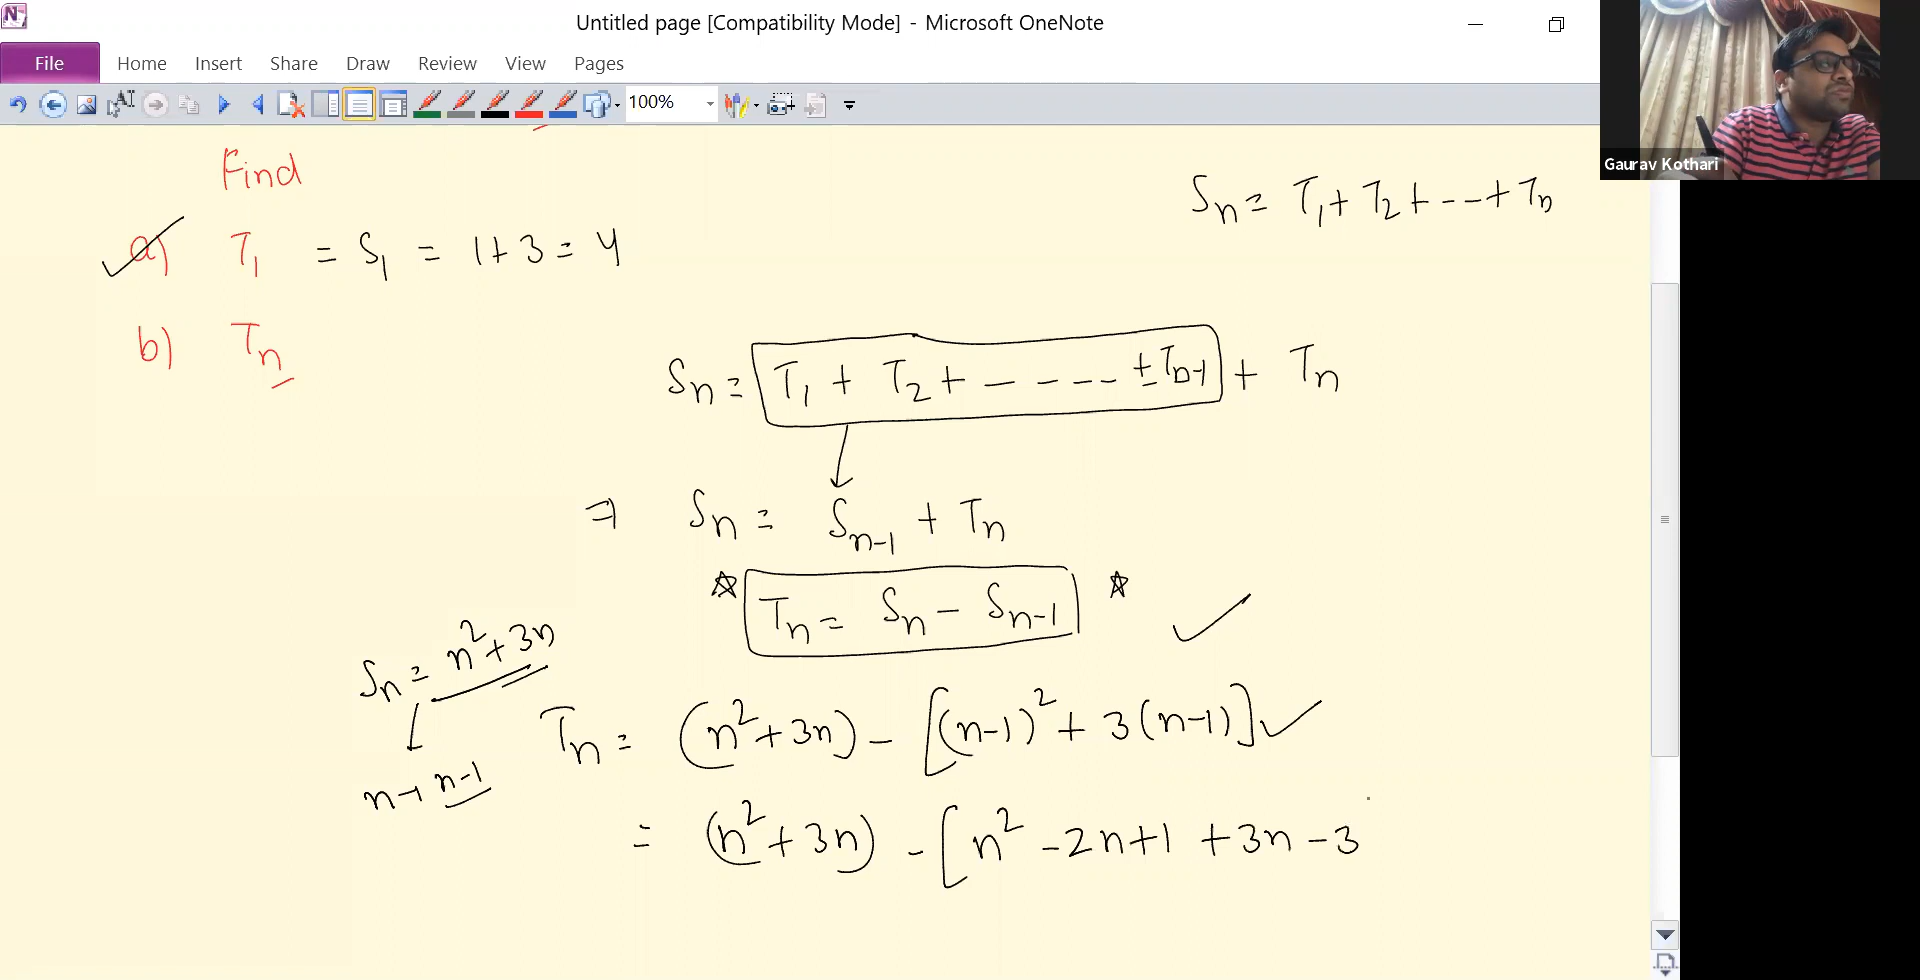 Untitled page [Compatibility Mode] - Microsoft OneNote
File Home Insert Share Draw Review View Pages
100%
Gaurav Kothari
Find
Sₙ = T₁ + T₂ + --- + Tₙ
a) T₁ = S₁ = 1+3 = 4
b) Tₙ
Sₙ = T₁ + T₂ + - - - - - + Tₙ₋₁ + Tₙ
⇒ Sₙ = Sₙ₋₁ + Tₙ
☆ Tₙ = Sₙ - Sₙ₋₁ ☆ ✓
Sₙ = n²+3n
n → n-1
Tₙ = (n²+3n) - [(n-1)² + 3(n-1)] ✓
= (n²+3n) - [n² -2n+1 +3n -3